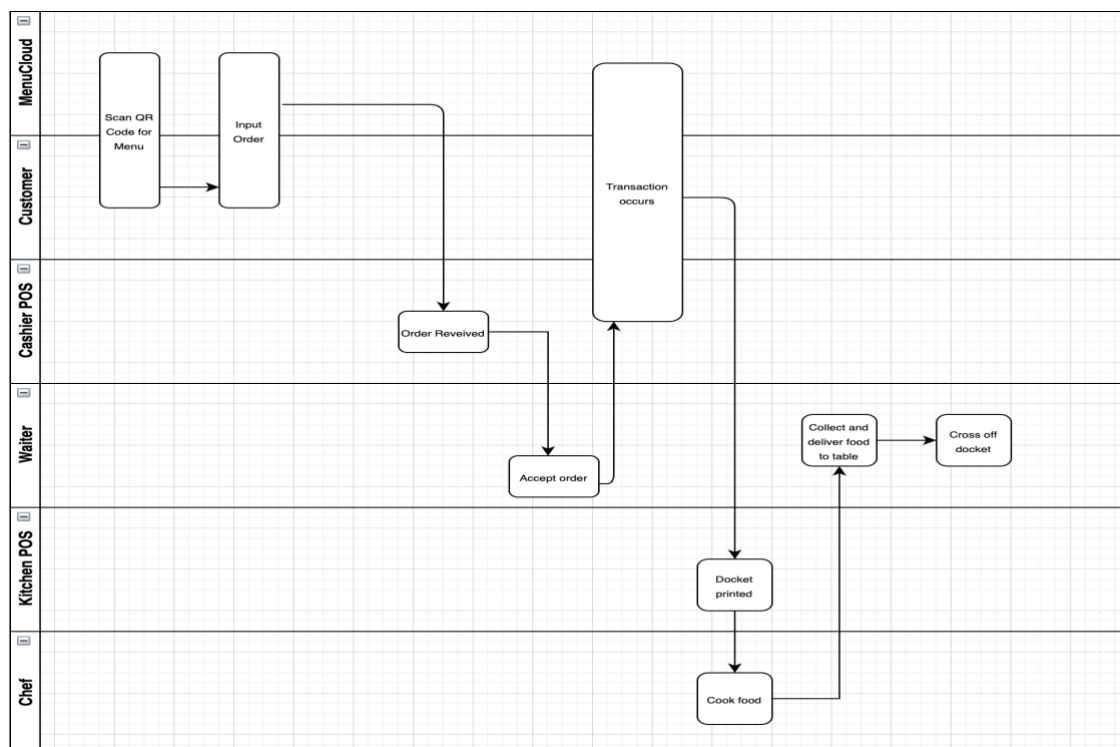 MenuCloud
Scan QR
Code for
Menu
Input
Order
Customer
Transaction
occurs
Cashier POS
Order Reveived
Waiter
Accept order
Collect and
deliver food
to table
Cross off
docket
Kitchen POS
Docket
printed
Chef
Cook food